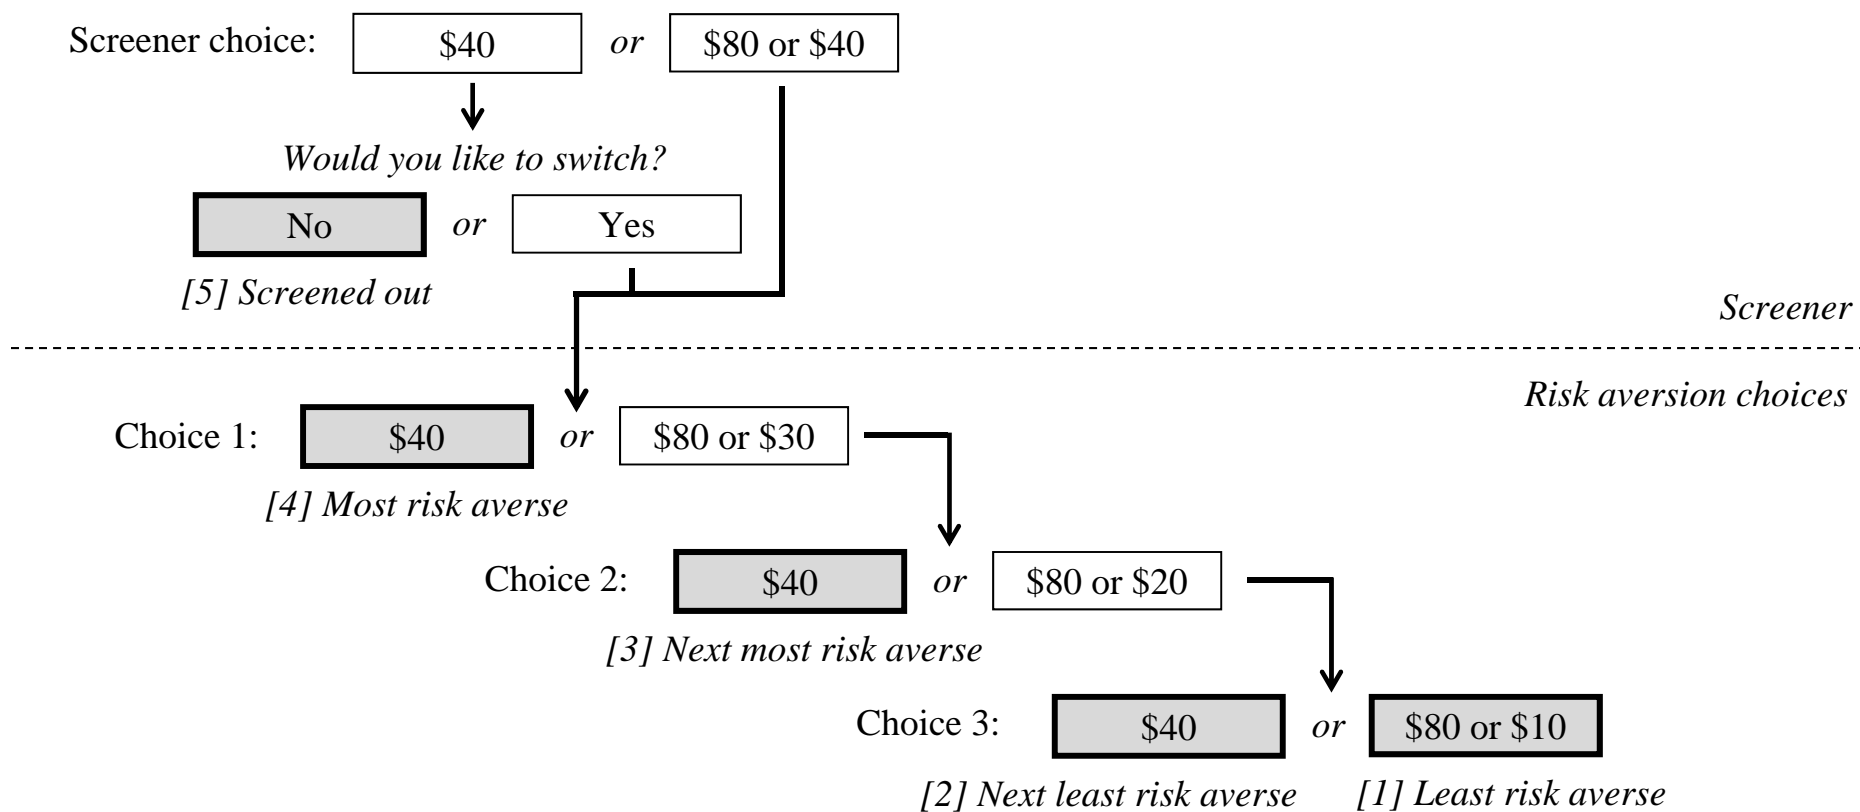 Screener choice: $40 or $80 or $40
Would you like to switch?
No or Yes
[5] Screened out
Screener
Risk aversion choices
Choice 1: $40 or $80 or $30
[4] Most risk averse
Choice 2: $40 or $80 or $20
[3] Next most risk averse
Choice 3: $40 or $80 or $10
[2] Next least risk averse [1] Least risk averse